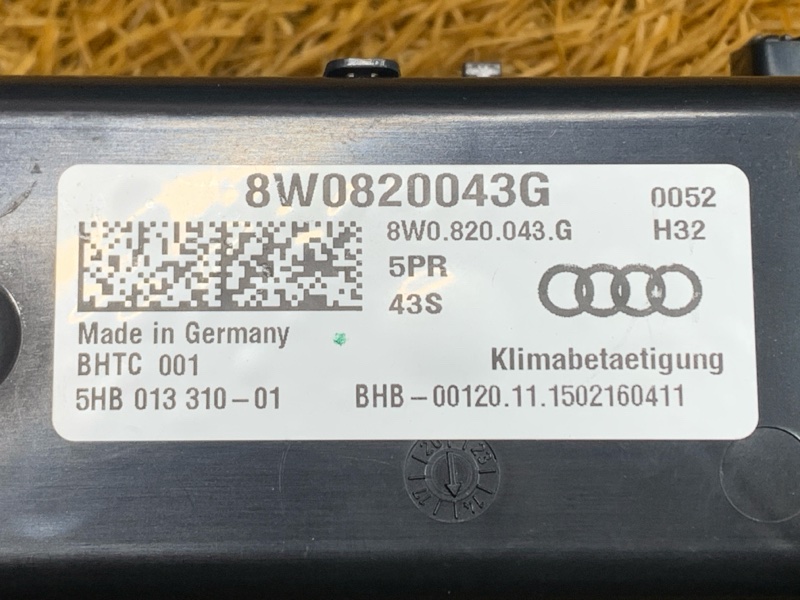 8W0820043G
0052
8W0.820.043.G
H32
5PR
43S
Made in Germany
BHTC 001
Klimabetaetigung
5HB 013 310-01
BHB-00120.11.1502160411